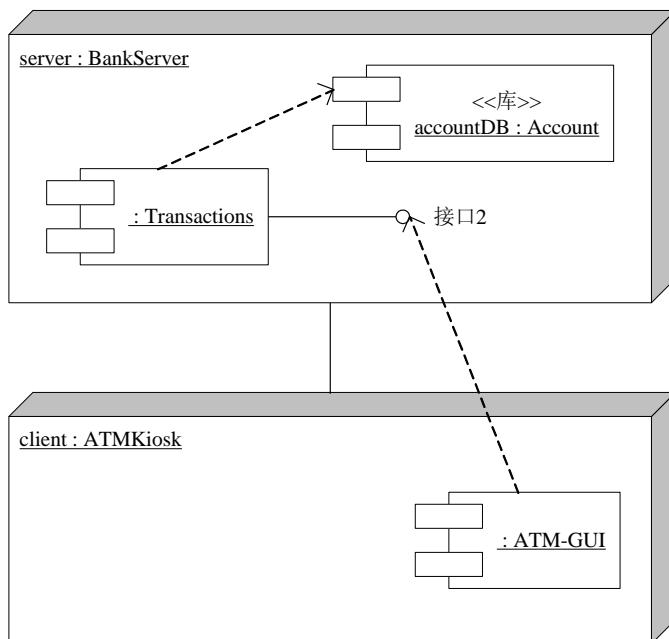 server : BankServer
<<库>>
accountDB : Account
: Transactions
接口2
client : ATMKiosk
: ATM-GUI